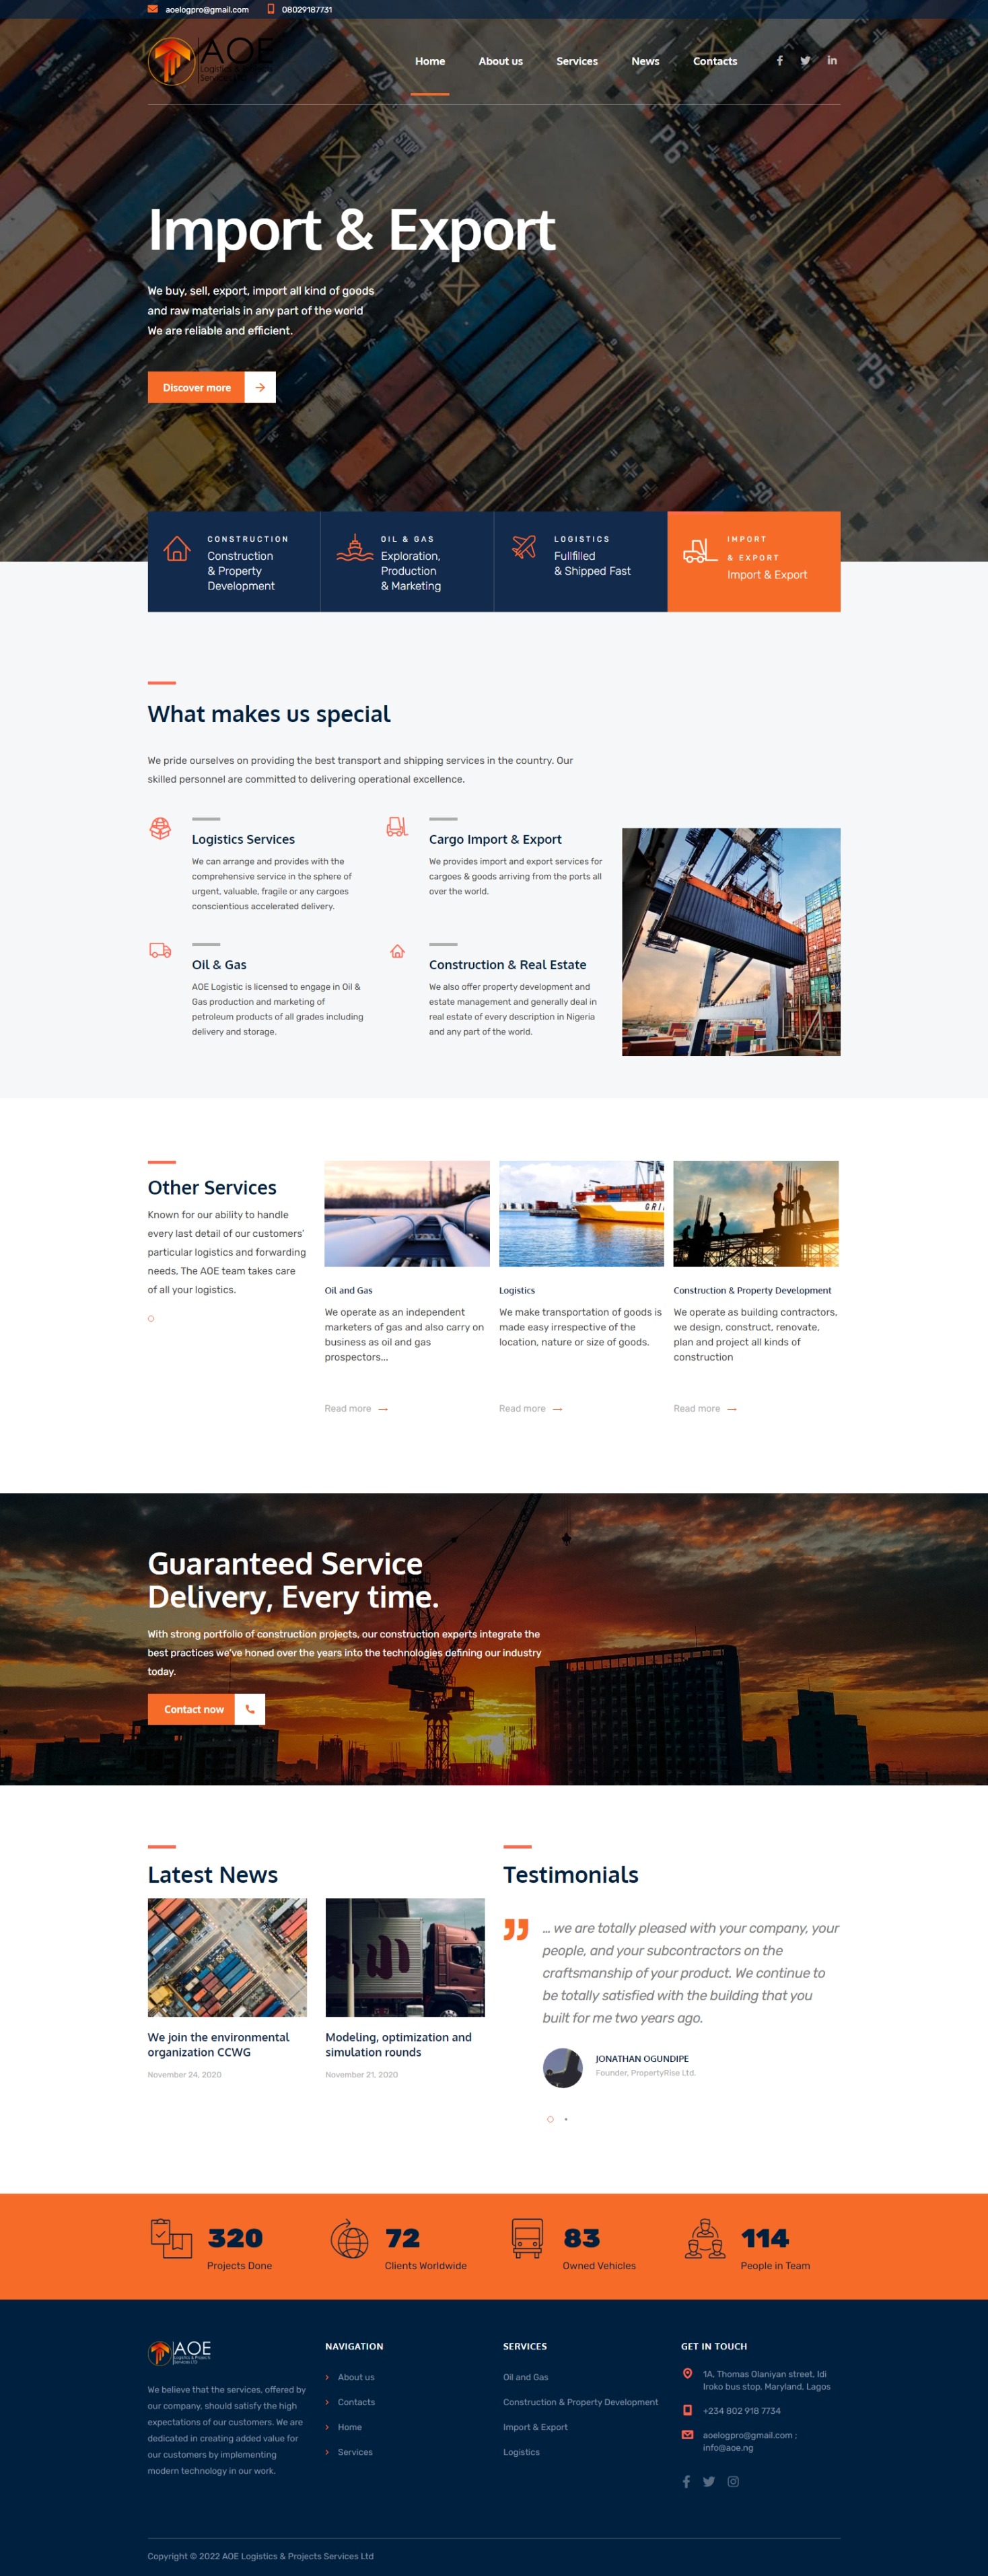 aoelogpro@gmail.com 08029187731
AOE
Logistics
Home About us Services News Contacts
Import & Export
We buy, sell, export, import all kind of goods
and raw materials in any part of the world
We are reliable and efficient.
Discover more
CONSTRUCTION
Construction
& Property
Development
OIL & GAS
Exploration,
Production
& Marketing
LOGISTICS
Fullfilled
& Shipped Fast
IMPORT
& EXPORT
Import & Export
What makes us special
We pride ourselves on providing the best transport and shipping services in the country. Our
skilled personnel are committed to delivering operational excellence.
Logistics Services
We can arrange and provides with the
comprehensive service in the sphere of
urgent, valuable, fragile or any cargoes
conscientious accelerated delivery.
Cargo Import & Export
We provides import and export services for
cargoes & goods arriving from the ports all
over the world.
Oil & Gas
AOE Logistic is licensed to engage in Oil &
Gas production and marketing of
petroleum products of all grades including
delivery and storage.
Construction & Real Estate
We also offer property development and
estate management and generally deal in
real estate of every description in Nigeria
and any part of the world.
Other Services
Known for our ability to handle
every last detail of our customers'
particular logistics and forwarding
needs, The AOE team takes care
of all your logistics.
Oil and Gas
We operate as an independent
marketers of gas and also carry on
business as oil and gas
prospectors...
Read more
GRI
Logistics
We make transportation of goods is
made easy irrespective of the
location, nature or size of goods.
Read more
Construction & Property Development
We operate as building contractors,
we design, construct, renovate,
plan and project all kinds of
construction
Read more
Guaranteed Service
Delivery, Every time.
With strong portfolio of construction projects, our construction experts integrate the
best practices we've honed over the years into the technologies defining our industry
today.
Contact now
Latest News
We join the environmental
organization CCWG
November 24, 2020
Modeling, optimization and
simulation rounds
November 21, 2020
Testimonials
... we are totally pleased with your company, your
people, and your subcontractors on the
craftsmanship of your product. We continue to
be totally satisfied with the building that you
built for me two years ago.
JONATHAN OGUNDIPE
Founder, PropertyRise Ltd.
320
Projects Done
72
Clients Worldwide
83
Owned Vehicles
114
People in Team
AOE
Logistics & Projects
Services LTD
We believe that the services, offered by
our company, should satisfy the high
expectations of our customers. We are
dedicated in creating added value for
our customers by implementing
modern technology in our work.
NAVIGATION
About us
Contacts
Home
Services
SERVICES
Oil and Gas
Construction & Property Development
Import & Export
Logistics
GET IN TOUCH
1A, Thomas Olaniyan street, Idi
Iroko bus stop, Maryland, Lagos
+234 802 918 7734
aoelogpro@gmail.com ;
info@aoe.ng
Copyright © 2022 AOE Logistics & Projects Services Ltd